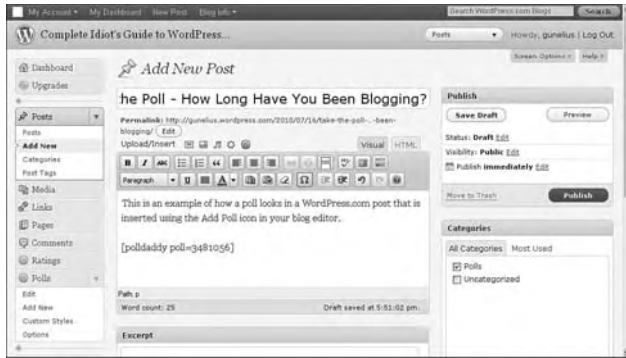 My Account My Dashboard New Post Blog Info Search WordPress.com Blogs Search
Complete Idiot's Guide to WordPress... Posts Howdy, gunelius | Log Out
Screen Options Help
Dashboard
Upgrades
Posts
Posts
Add New
Categories
Post Tags
Media
Links
Pages
Comments
Ratings
Polls
Edit
Add New
Custom Styles
Options
Add New Post
he Poll - How Long Have You Been Blogging?
Permalink: http://gunelius.wordpress.com/2010/07/16/take-the-poll-...-been-
blogging/ Edit
Upload/Insert Visual HTML
B I ABC
Paragraph U A Ω
This is an example of how a poll looks in a WordPress.com post that is
inserted using the Add Poll icon in your blog editor.
[polldaddy poll=3481056]
Path: p
Word count: 25 Draft saved at 5:51:02 pm.
Excerpt
Publish
Save Draft Preview
Status: Draft Edit
Visibility: Public Edit
Publish immediately Edit
Move to Trash Publish
Categories
All Categories Most Used
Polls
Uncategorized